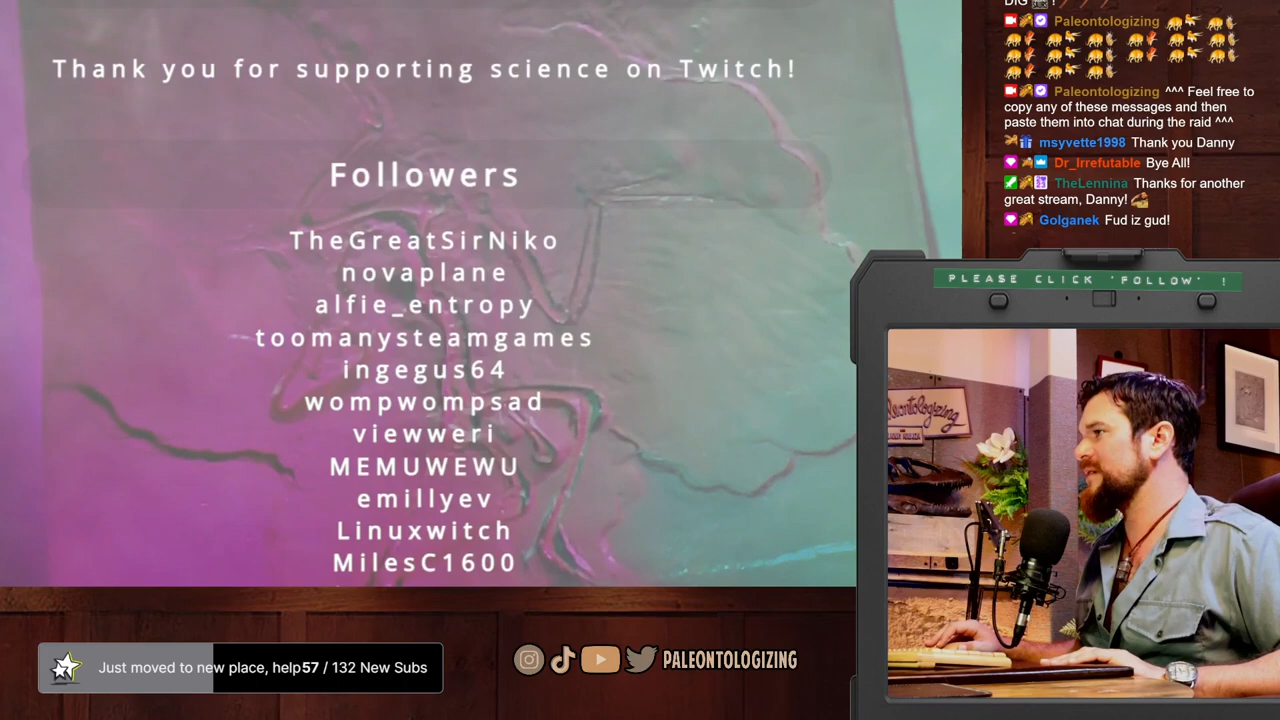 Thank you for supporting science on Twitch!
Followers
TheGreatSirNiko
novaplane
alfie_entropy
toomanysteamgames
ingegus64
wompwompsad
viewweri
MEMUWEWU
emillyev
Linuxwitch
MilesC1600
Just moved to new place, help 57 / 132 New Subs
PALEONTOLOGIZING
DIG
Paleontologizing
Paleontologizing ^^^ Feel free to
copy any of these messages and then
paste them into chat during the raid ^^^
msyvette1998 Thank you Danny
Dr_Irrefutable Bye All!
TheLennina Thanks for another
great stream, Danny!
Golganek Fud iz gud!
PLEASE CLICK "FOLLOW" !